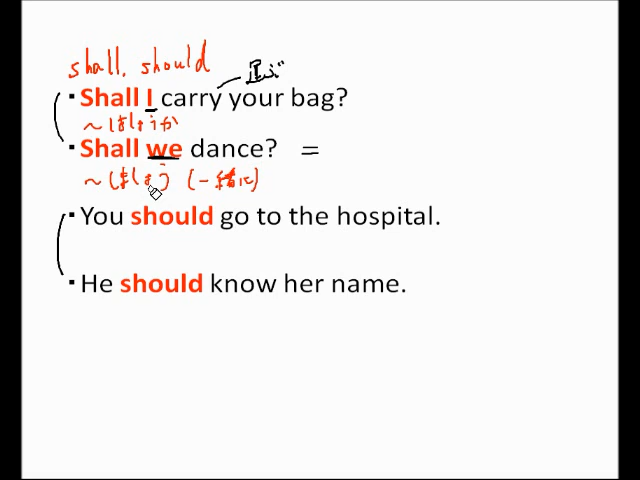 shall. should
運ぶ
・Shall I carry your bag?
～ましょうか
・Shall we dance? =
～しましょう (一緒に)
・You should go to the hospital.
・He should know her name.